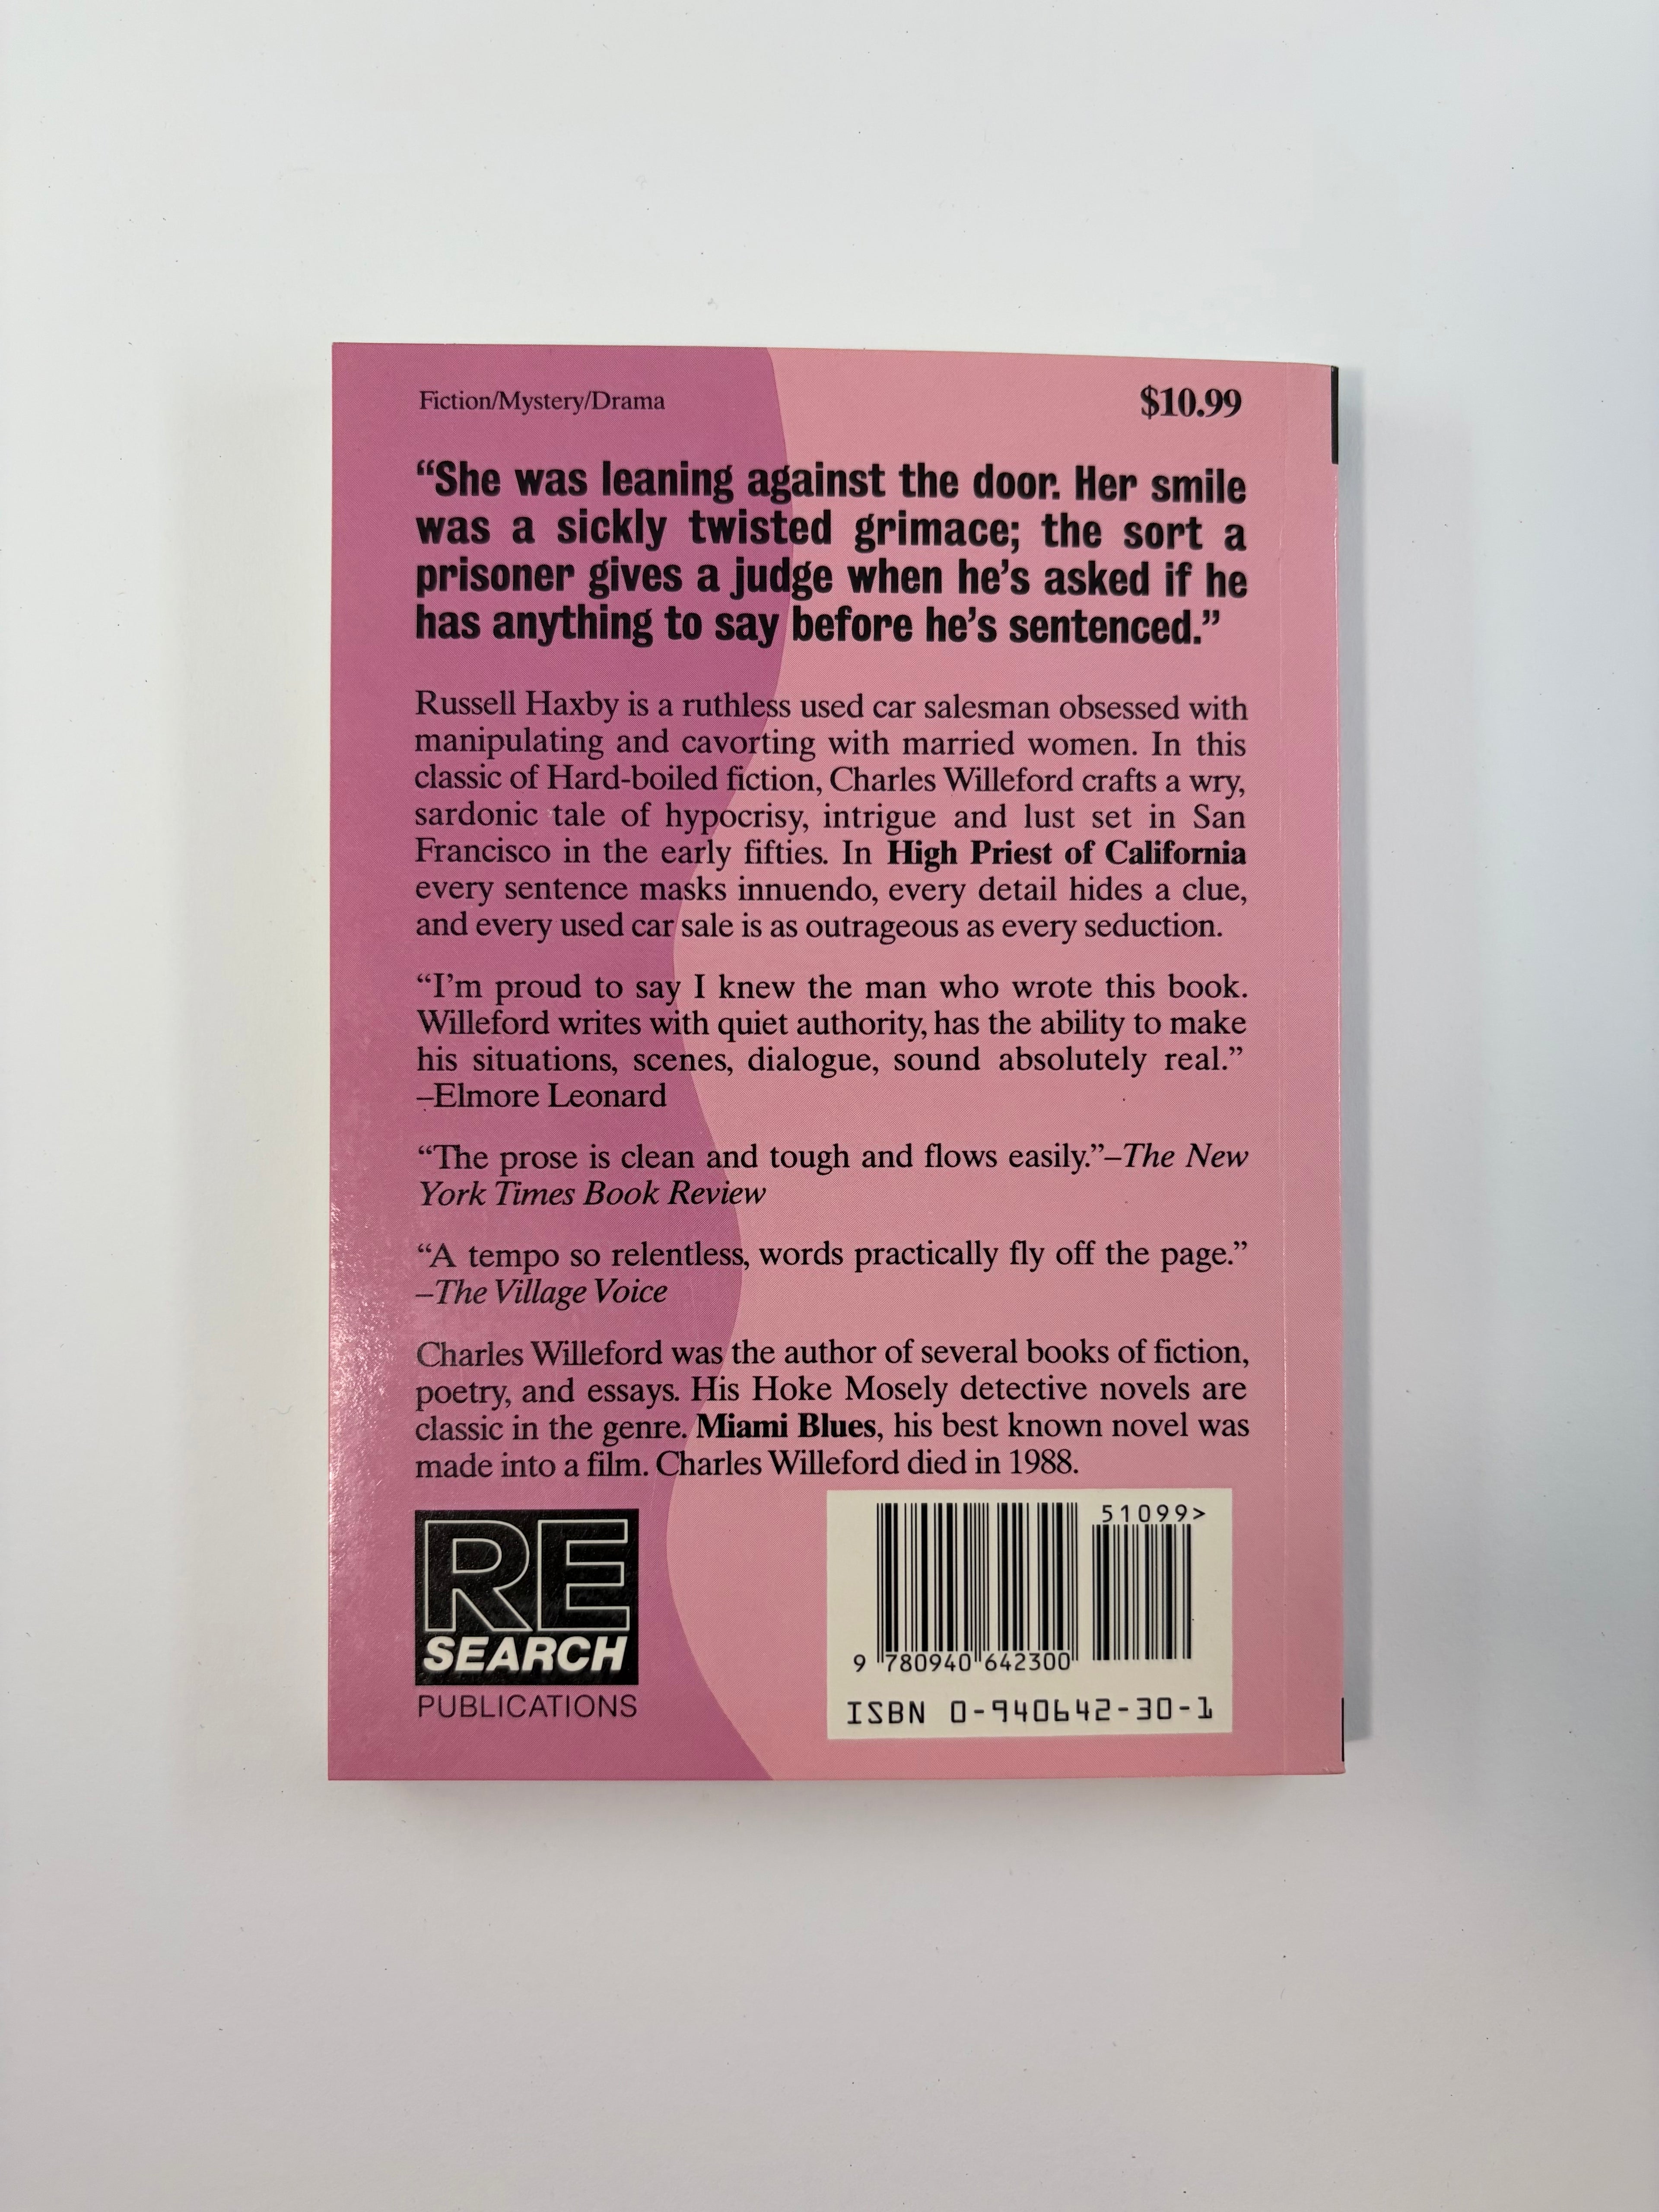 Fiction/Mystery/Drama
$10.99
“She was leaning against the door. Her smile
was a sickly twisted grimace; the sort a
prisoner gives a judge when he’s asked if he
has anything to say before he’s sentenced.”
Russell Haxby is a ruthless used car salesman obsessed with
manipulating and cavorting with married women. In this
classic of Hard-boiled fiction, Charles Willeford crafts a wry,
sardonic tale of hypocrisy, intrigue and lust set in San
Francisco in the early fifties. In High Priest of California
every sentence masks innuendo, every detail hides a clue,
and every used car sale is as outrageous as every seduction.
“I’m proud to say I knew the man who wrote this book.
Willeford writes with quiet authority, has the ability to make
his situations, scenes, dialogue, sound absolutely real.”
–Elmore Leonard
“The prose is clean and tough and flows easily.”–The New
York Times Book Review
“A tempo so relentless, words practically fly off the page.”
–The Village Voice
Charles Willeford was the author of several books of fiction,
poetry, and essays. His Hoke Mosely detective novels are
classic in the genre. Miami Blues, his best known novel was
made into a film. Charles Willeford died in 1988.
RE
SEARCH
PUBLICATIONS
51099>
9 780940 642300
ISBN 0-940642-30-1